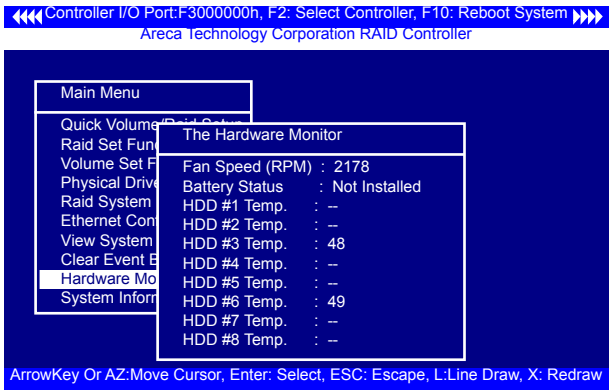 Controller I/O Port:F3000000h, F2: Select Controller, F10: Reboot System
Areca Technology Corporation RAID Controller
Main Menu
Quick Volume/Raid Setup
Raid Set Fun
Volume Set F
Physical Drive
Raid System
Ethernet Con
View System
Clear Event B
Hardware Mo
System Inform
The Hardware Monitor
Fan Speed (RPM) : 2178
Battery Status : Not Installed
HDD #1 Temp. : --
HDD #2 Temp. : --
HDD #3 Temp. : 48
HDD #4 Temp. : --
HDD #5 Temp. : --
HDD #6 Temp. : 49
HDD #7 Temp. : --
HDD #8 Temp. : --
ArrowKey Or AZ:Move Cursor, Enter: Select, ESC: Escape, L:Line Draw, X: Redraw